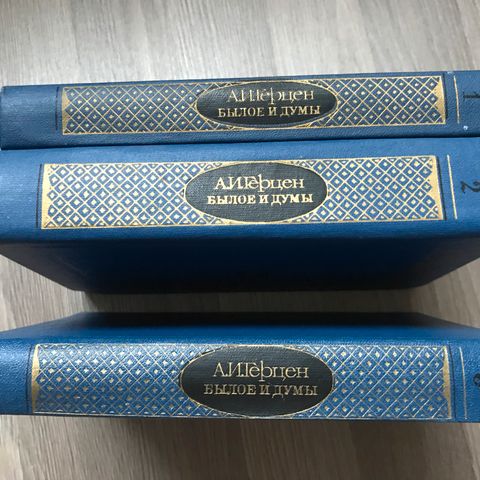 А.И.Герцен
БЫЛОЕ И ДУМЫ
1
А.И.Герцен
БЫЛОЕ И ДУМЫ
2
А.И.Герцен
БЫЛОЕ И ДУМЫ
3